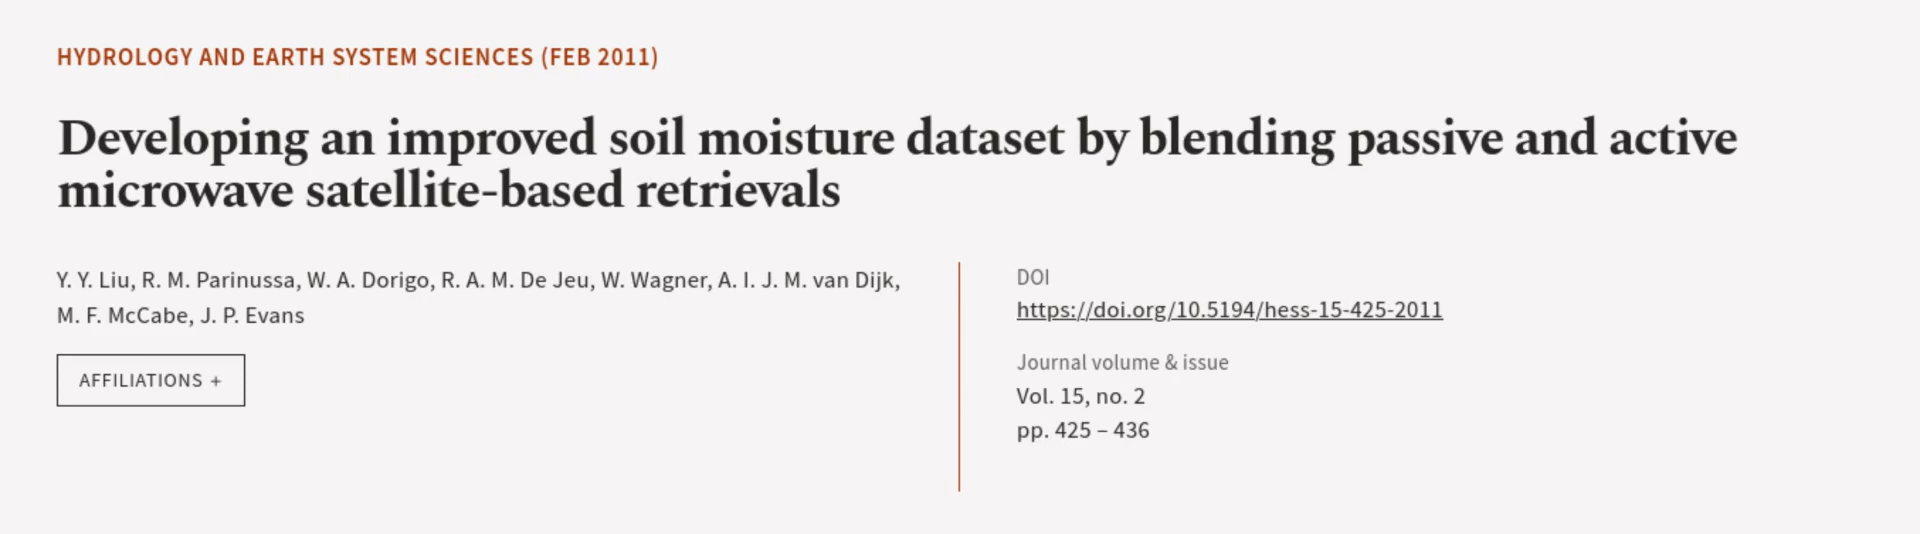 HYDROLOGY AND EARTH SYSTEM SCIENCES (FEB 2011)
Developing an improved soil moisture dataset by blending passive and active
microwave satellite-based retrievals
Y. Y. Liu, R. M. Parinussa, W. A. Dorigo, R. A. M. De Jeu, W. Wagner, A. I. J. M. van Dijk,
M. F. McCabe, J. P. Evans
AFFILIATIONS +
DOI
https://doi.org/10.5194/hess-15-425-2011
Journal volume & issue
Vol. 15, no. 2
pp. 425 – 436